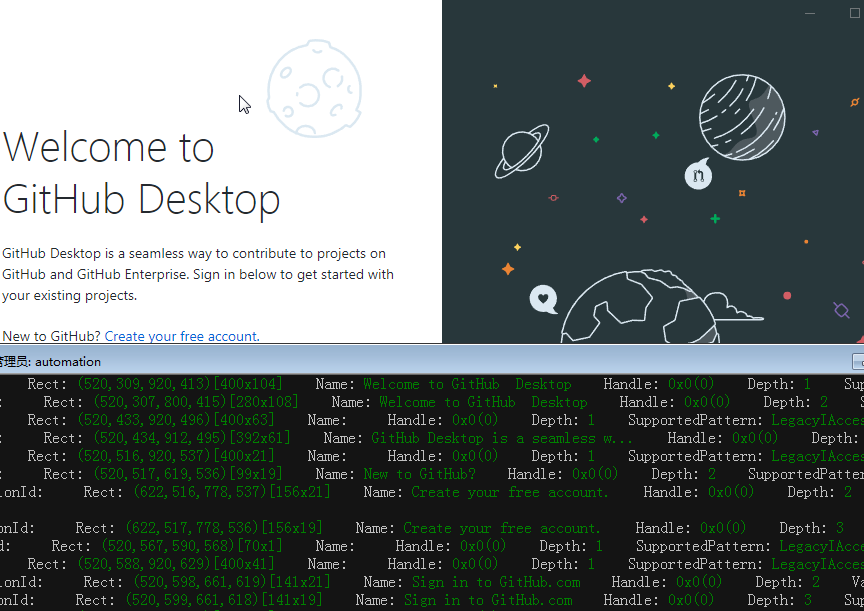 Welcome to
GitHub Desktop
GitHub Desktop is a seamless way to contribute to projects on
GitHub and GitHub Enterprise. Sign in below to get started with
your existing projects.
New to GitHub? Create your free account.
管理员: automation
Rect: (520,309,920,413)[400x104] Name: Welcome to GitHub Desktop Handle: 0x0(0) Depth: 1 Sup
: Rect: (520,307,800,415)[280x108] Name: Welcome to GitHub Desktop Handle: 0x0(0) Depth: 2 S
Rect: (520,433,920,496)[400x63] Name: Handle: 0x0(0) Depth: 1 SupportedPattern: LegacyIAcces
: Rect: (520,434,912,495)[392x61] Name: GitHub Desktop is a seamless w... Handle: 0x0(0) Depth:
Rect: (520,516,920,537)[400x21] Name: Handle: 0x0(0) Depth: 1 SupportedPattern: LegacyIAcces
: Rect: (520,517,619,536)[99x19] Name: New to GitHub? Handle: 0x0(0) Depth: 2 SupportedPatter
ionId: Rect: (622,516,778,537)[156x21] Name: Create your free account. Handle: 0x0(0) Depth: 2
onId: Rect: (622,517,778,536)[156x19] Name: Create your free account. Handle: 0x0(0) Depth: 3
d: Rect: (520,567,590,568)[70x1] Name: Handle: 0x0(0) Depth: 1 SupportedPattern: LegacyIA
Rect: (520,588,920,629)[400x41] Name: Handle: 0x0(0) Depth: 1 SupportedPattern: LegacyIAcces
onId: Rect: (520,598,661,619)[141x21] Name: Sign in to GitHub.com Handle: 0x0(0) Depth: 2 Va
onId: Rect: (520,599,661,618)[141x19] Name: Sign in to GitHub.com Handle: 0x0(0) Depth: 3 Sup